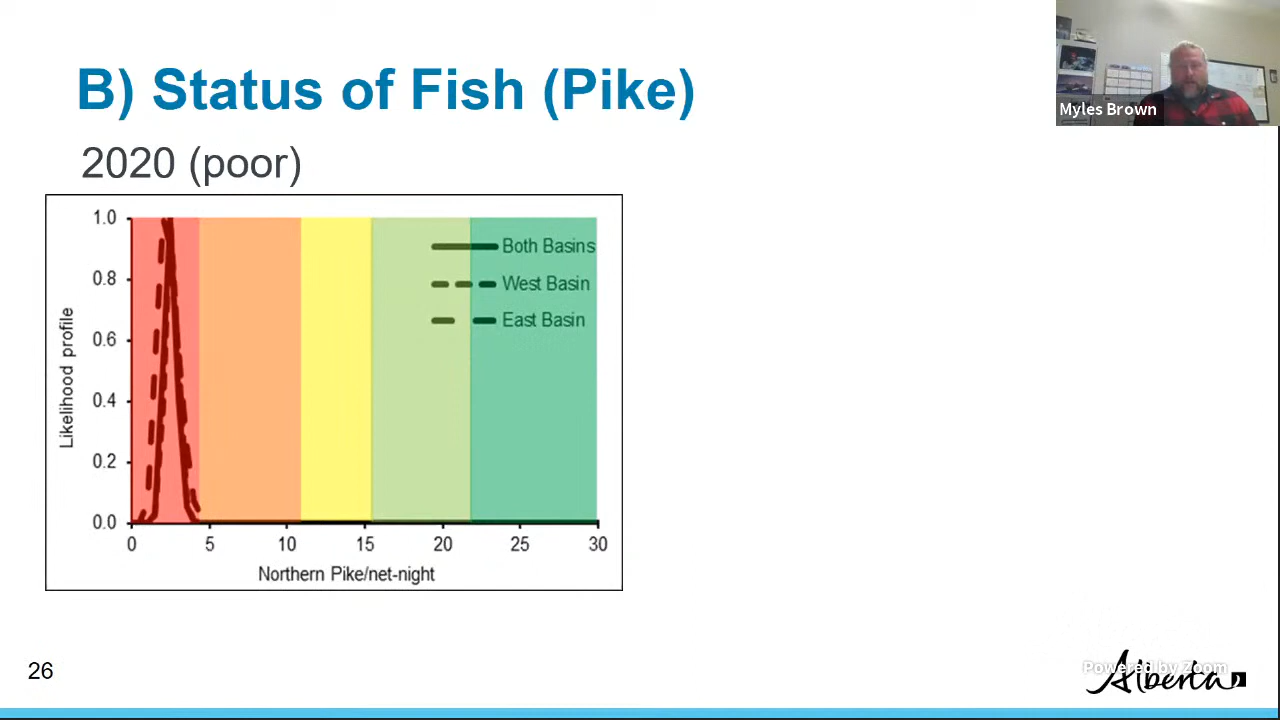 B) Status of Fish (Pike)
Myles Brown
2020 (poor)
1.0
0.8
0.6
0.4
0.2
0.0
Likelihood profile
Both Basins
West Basin
East Basin
0 5 10 15 20 25 30
Northern Pike/net-night
26
Powered by Zoom
Alberta